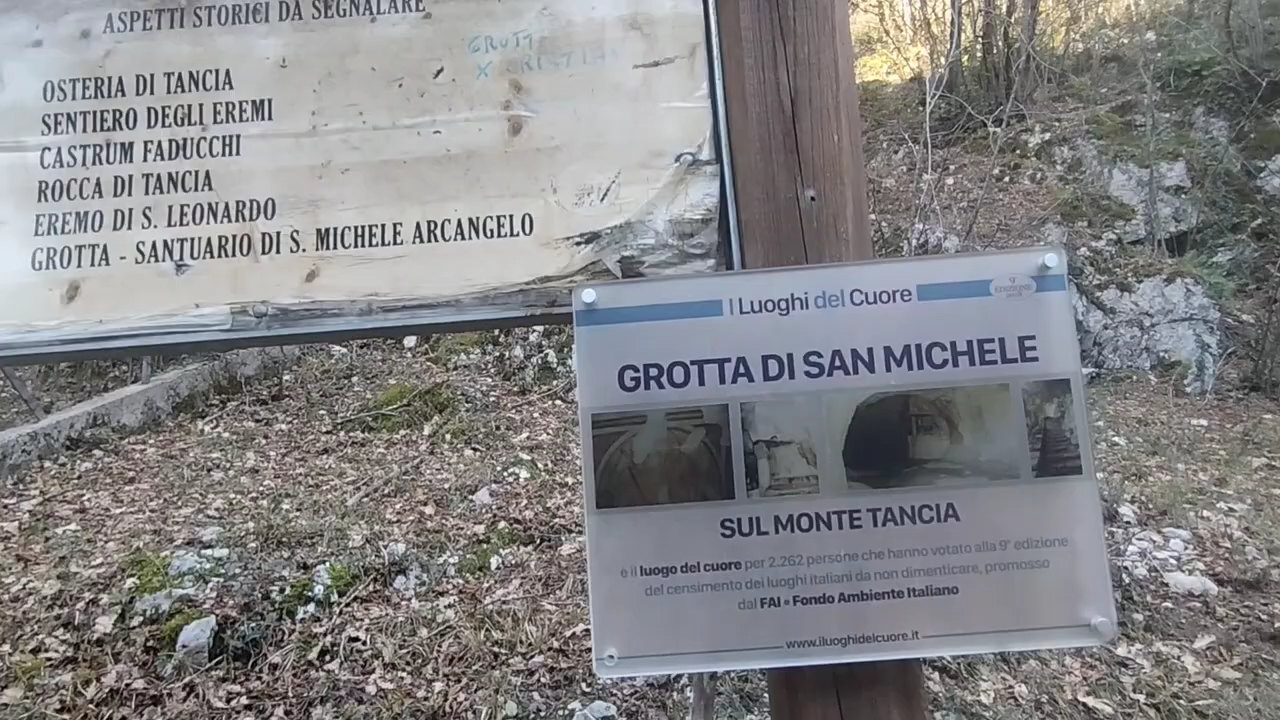 ASPETTI STORICI DA SEGNALARE
OSTERIA DI TANCIA
SENTIERO DEGLI EREMI
CASTRUM FADUCCHI
ROCCA DI TANCIA
EREMO DI S. LEONARDO
GROTTA - SANTUARIO DI S. MICHELE ARCANGELO
I Luoghi del Cuore
9ª EDIZIONE
GROTTA DI SAN MICHELE
SUL MONTE TANCIA
è il luogo del cuore per 2.262 persone che hanno votato alla 9ª edizione
del censimento dei luoghi italiani da non dimenticare, promosso
dal FAI • Fondo Ambiente Italiano
www.iluoghidelcuore.it